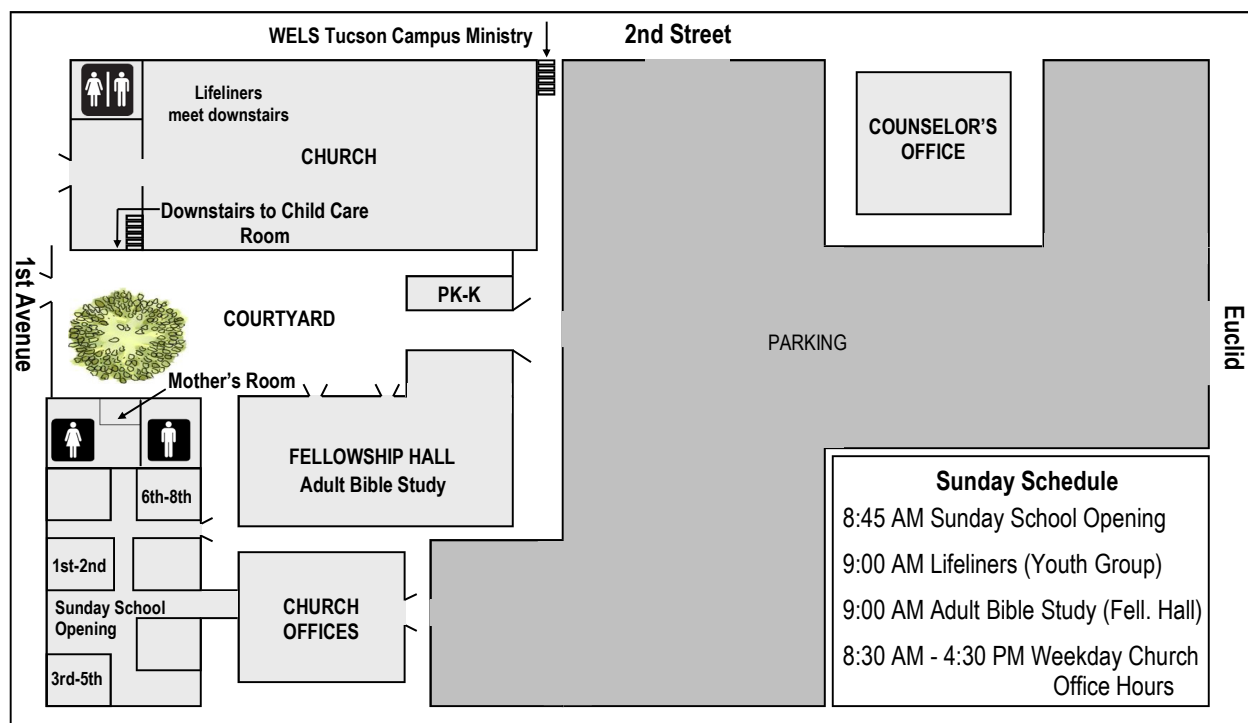 WELS Tucson Campus Ministry
2nd Street
Lifeliners
meet downstairs
CHURCH
COUNSELOR'S
OFFICE
Downstairs to Child Care
Room
1st Avenue
PK-K
COURTYARD
PARKING
Euclid
Mother's Room
FELLOWSHIP HALL
Adult Bible Study
6th-8th
1st-2nd
Sunday School
Opening
CHURCH
OFFICES
3rd-5th
Sunday Schedule
8:45 AM Sunday School Opening
9:00 AM Lifeliners (Youth Group)
9:00 AM Adult Bible Study (Fell. Hall)
8:30 AM - 4:30 PM Weekday Church
Office Hours